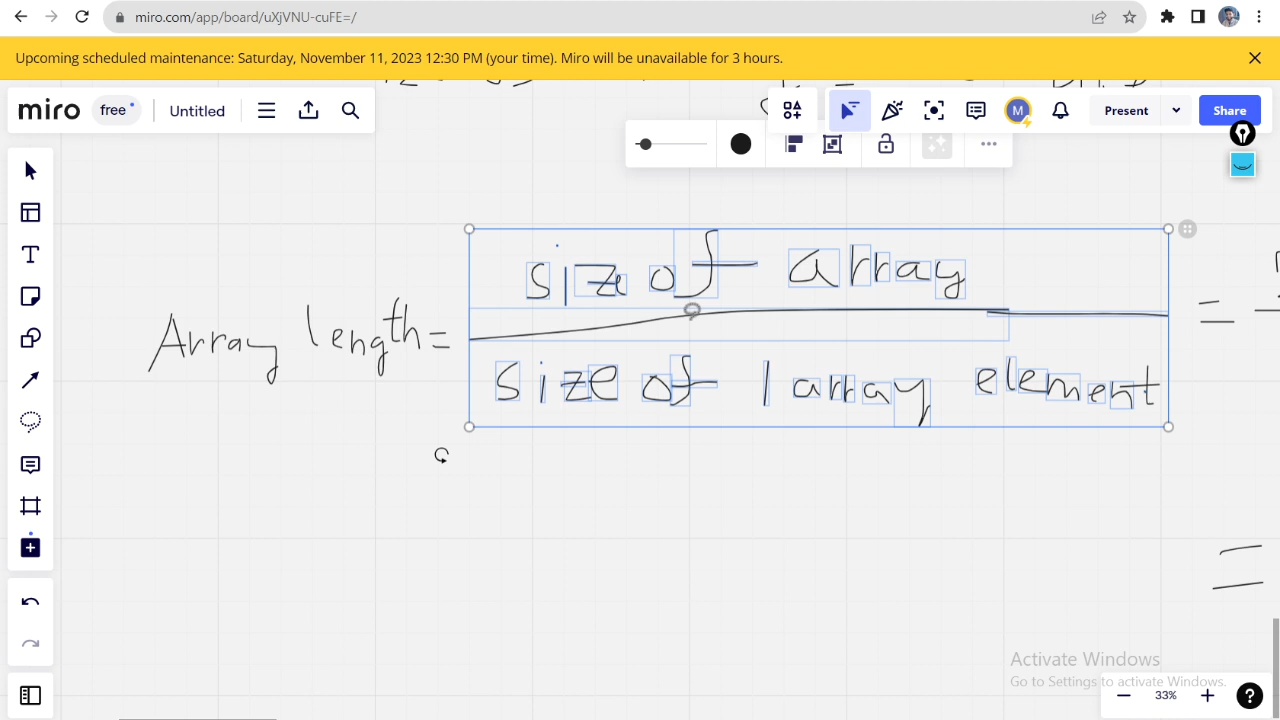 miro.com/app/board/uXjVNU-cuFE=/
Upcoming scheduled maintenance: Saturday, November 11, 2023 12:30 PM (your time). Miro will be unavailable for 3 hours.
miro free Untitled
M Present Share
size of array
Array length = =
size of 1 array element
=
Activate Windows
Go to Settings to activate Windows.
33%